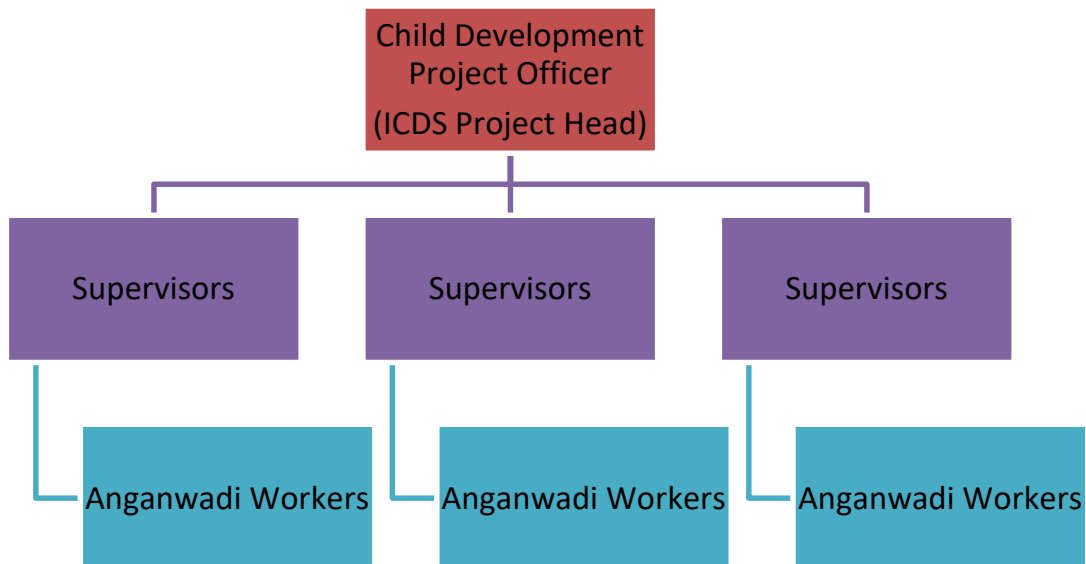 Child Development
Project Officer
(ICDS Project Head)
Supervisors
Supervisors
Supervisors
Anganwadi Workers
Anganwadi Workers
Anganwadi Workers